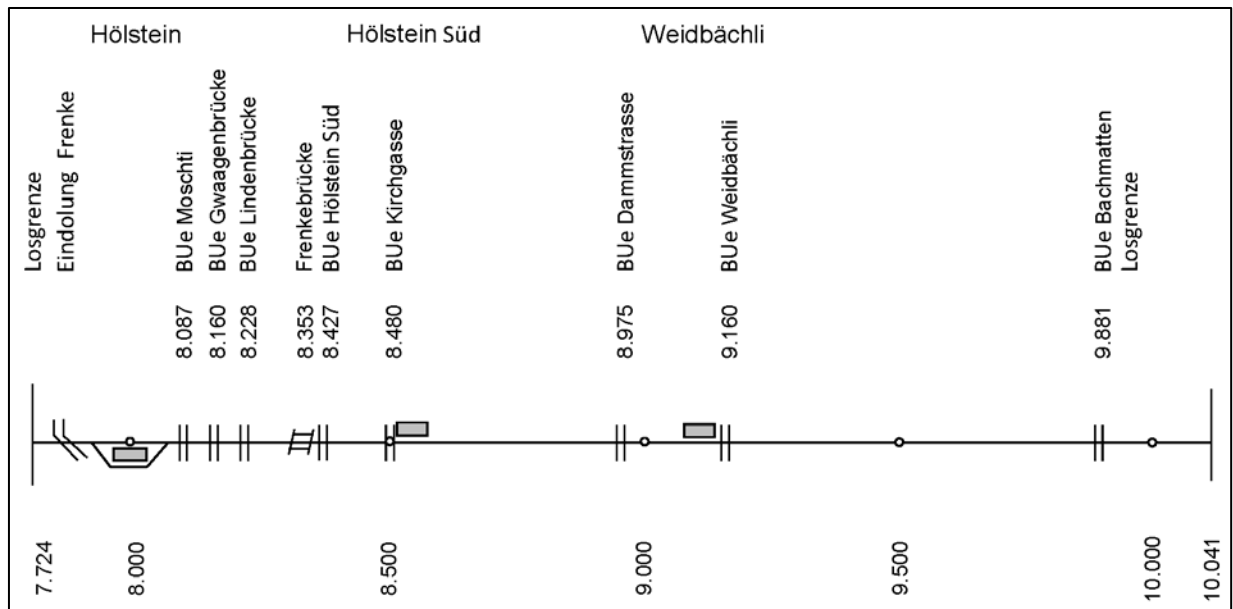 Hölstein
Hölstein Süd
Weidbächli
Losgrenze
Eindolung Frenke
BUe Moschti
BUe Gwaagenbrücke
BUe Lindenbrücke
Frenkebrücke
BUe Hölstein Süd
BUe Kirchgasse
BUe Dammstrasse
BUe Weidbächli
BUe Bachmatten
Losgrenze
8.087
8.160
8.228
8.353
8.427
8.480
8.975
9.160
9.881
7.724
8.000
8.500
9.000
9.500
10.000
10.041